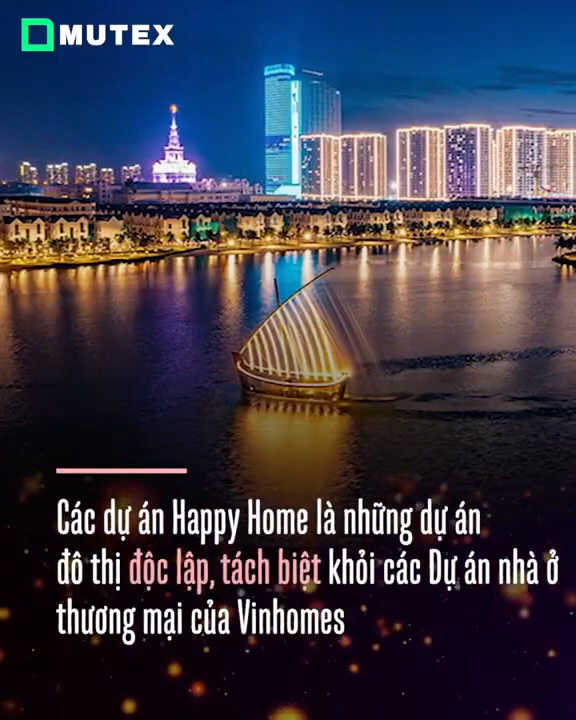 MUTEX
Các dự án Happy Home là những dự án
đô thị độc lập, tách biệt khỏi các Dự án nhà ở
thương mại của Vinhomes